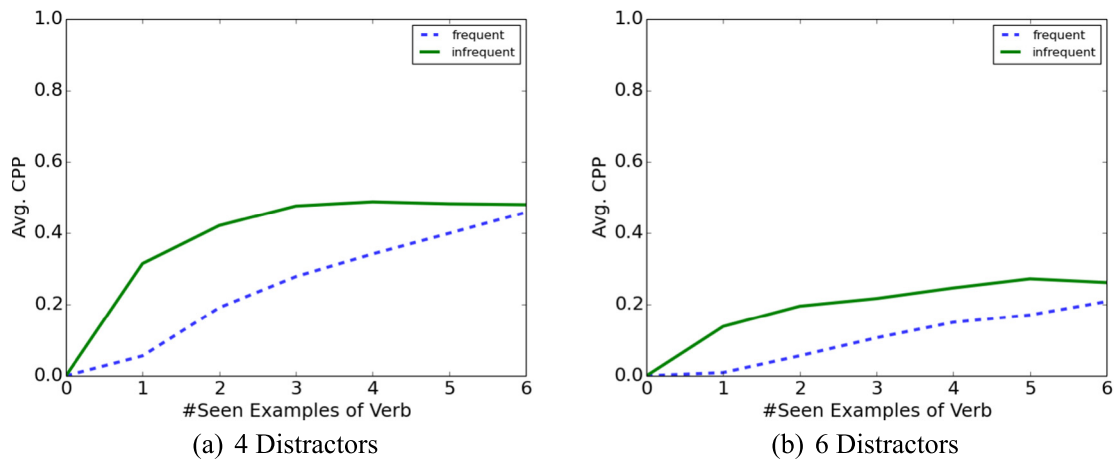 1.0
0.8
0.6
0.4
0.2
0.0
Avg. CPP
frequent
infrequent
0 1 2 3 4 5 6
#Seen Examples of Verb
(a) 4 Distractors
1.0
0.8
0.6
0.4
0.2
0.0
Avg. CPP
frequent
infrequent
0 1 2 3 4 5 6
#Seen Examples of Verb
(b) 6 Distractors